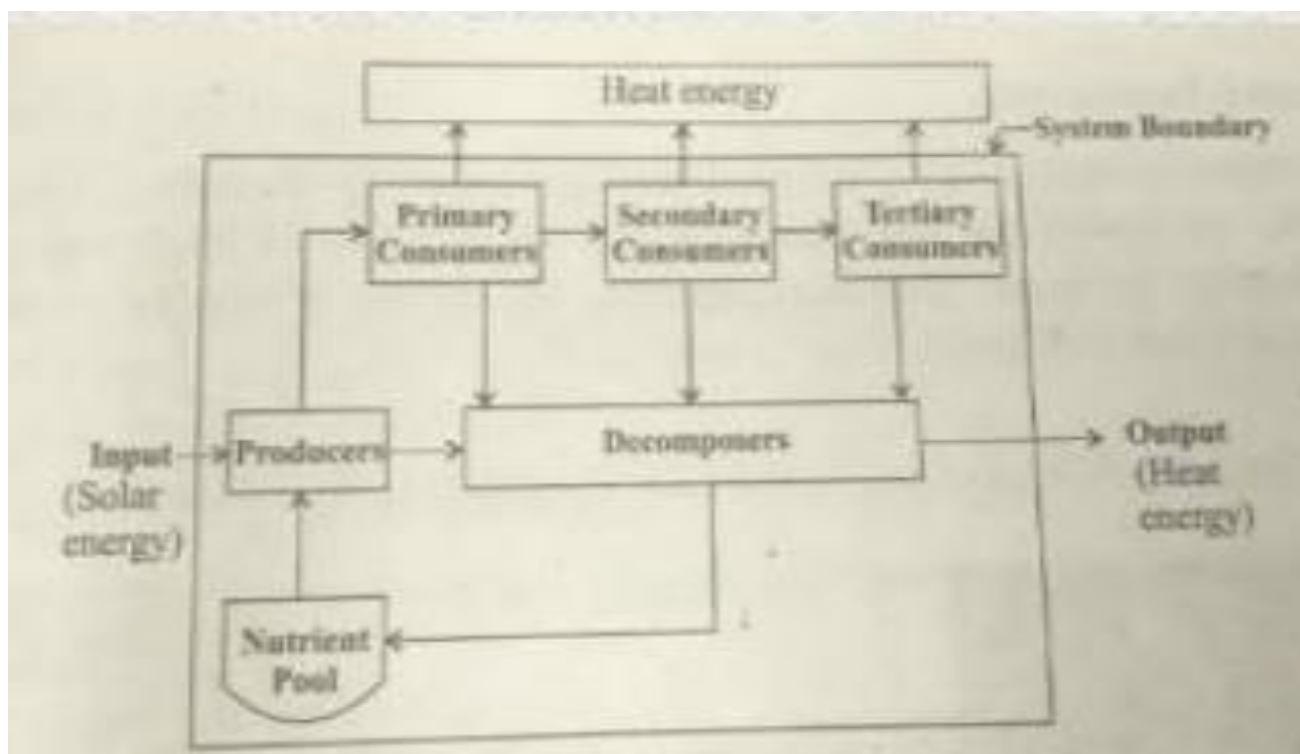 Heat energy
System Boundary
Primary
Consumers
Secondary
Consumers
Tertiary
Consumers
Input
(Solar
energy)
Producers
Decomposers
Output
(Heat
energy)
Nutrient
Pool